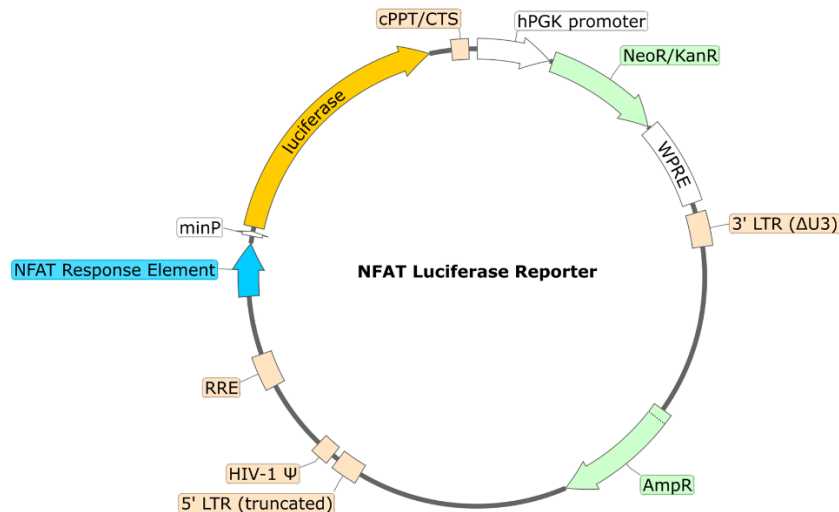 cPPT/CTS
hPGK promoter
NeoR/KanR
luciferase
WPRE
minP
3' LTR (ΔU3)
NFAT Response Element
NFAT Luciferase Reporter
RRE
HIV-1 Ψ
5' LTR (truncated)
AmpR